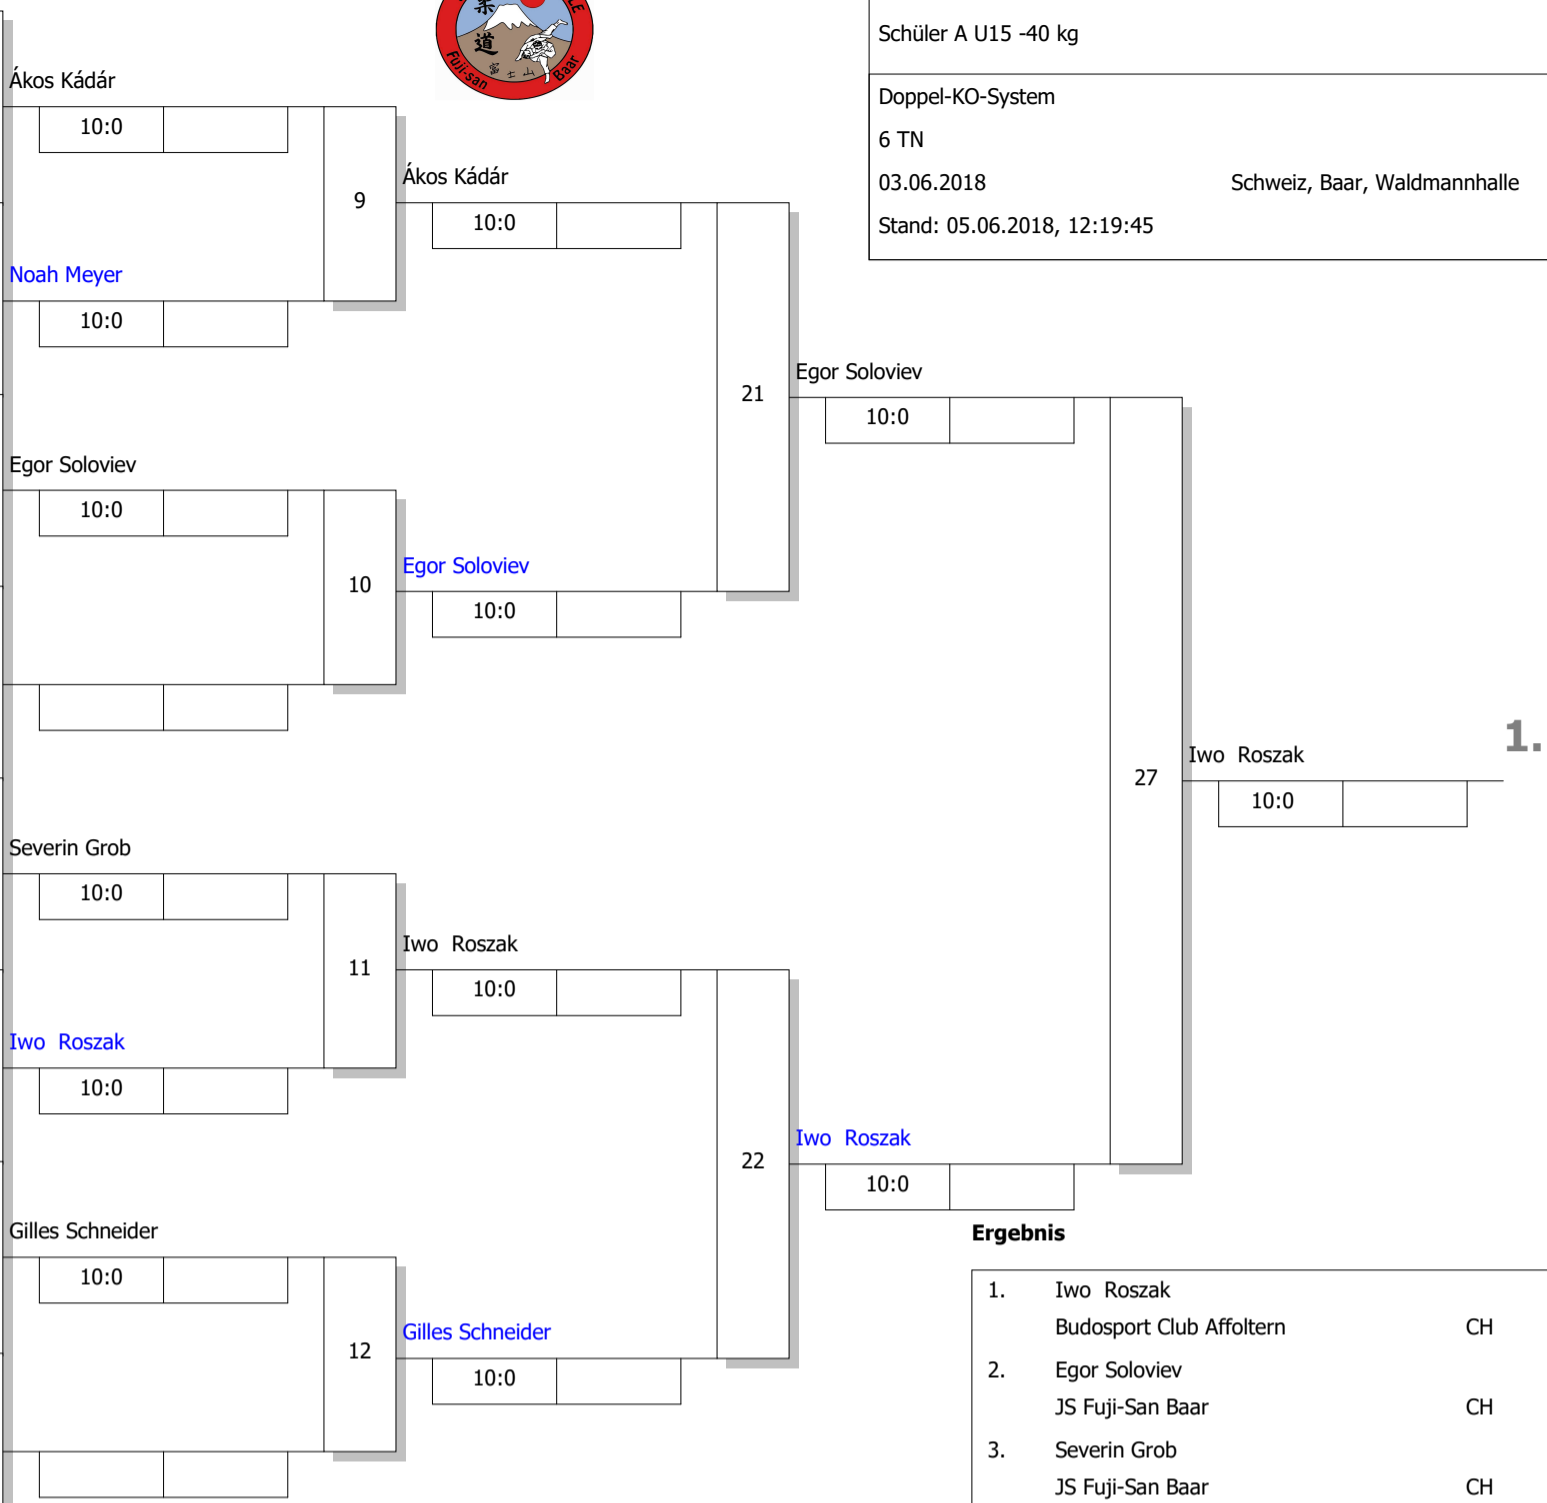 柔
道
Fuji-san Baar
富士山
Schüler A U15 -40 kg
Doppel-KO-System
6 TN
03.06.2018 Schweiz, Baar, Waldmannhalle
Stand: 05.06.2018, 12:19:45
Ákos Kádár
10:0
9
Noah Meyer
10:0
Egor Soloviev
10:0
10
Severin Grob
10:0
11
Iwo Roszak
10:0
Gilles Schneider
10:0
12
Ákos Kádár
10:0
21
Egor Soloviev
10:0
Iwo Roszak
10:0
22
Gilles Schneider
10:0
Egor Soloviev
10:0
27
Iwo Roszak
10:0
Iwo Roszak
10:0
1.
Ergebnis
1. Iwo Roszak
Budosport Club Affoltern CH
2. Egor Soloviev
JS Fuji-San Baar CH
3. Severin Grob
JS Fuji-San Baar CH